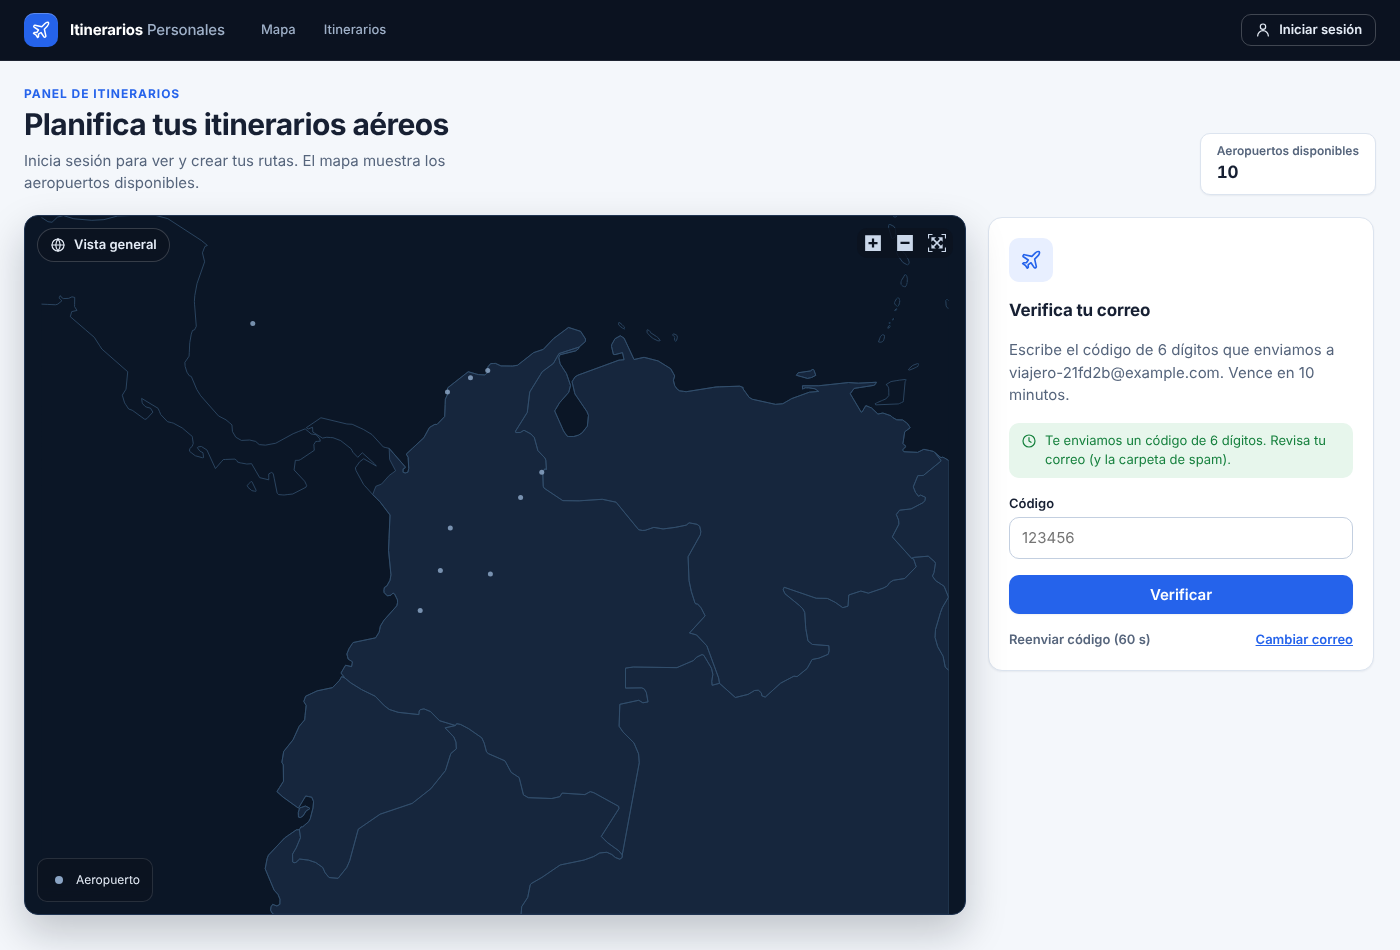 Itinerarios Personales
Mapa
Itinerarios
Iniciar sesión
PANEL DE ITINERARIOS
Planifica tus itinerarios aéreos
Inicia sesión para ver y crear tus rutas. El mapa muestra los
aeropuertos disponibles.
Aeropuertos disponibles
10
Vista general
Aeropuerto
Verifica tu correo
Escribe el código de 6 dígitos que enviamos a
viajero-21fd2b@example.com. Vence en 10
minutos.
Te enviamos un código de 6 dígitos. Revisa tu
correo (y la carpeta de spam).
Código
123456
Verificar
Reenviar código (60 s)
Cambiar correo